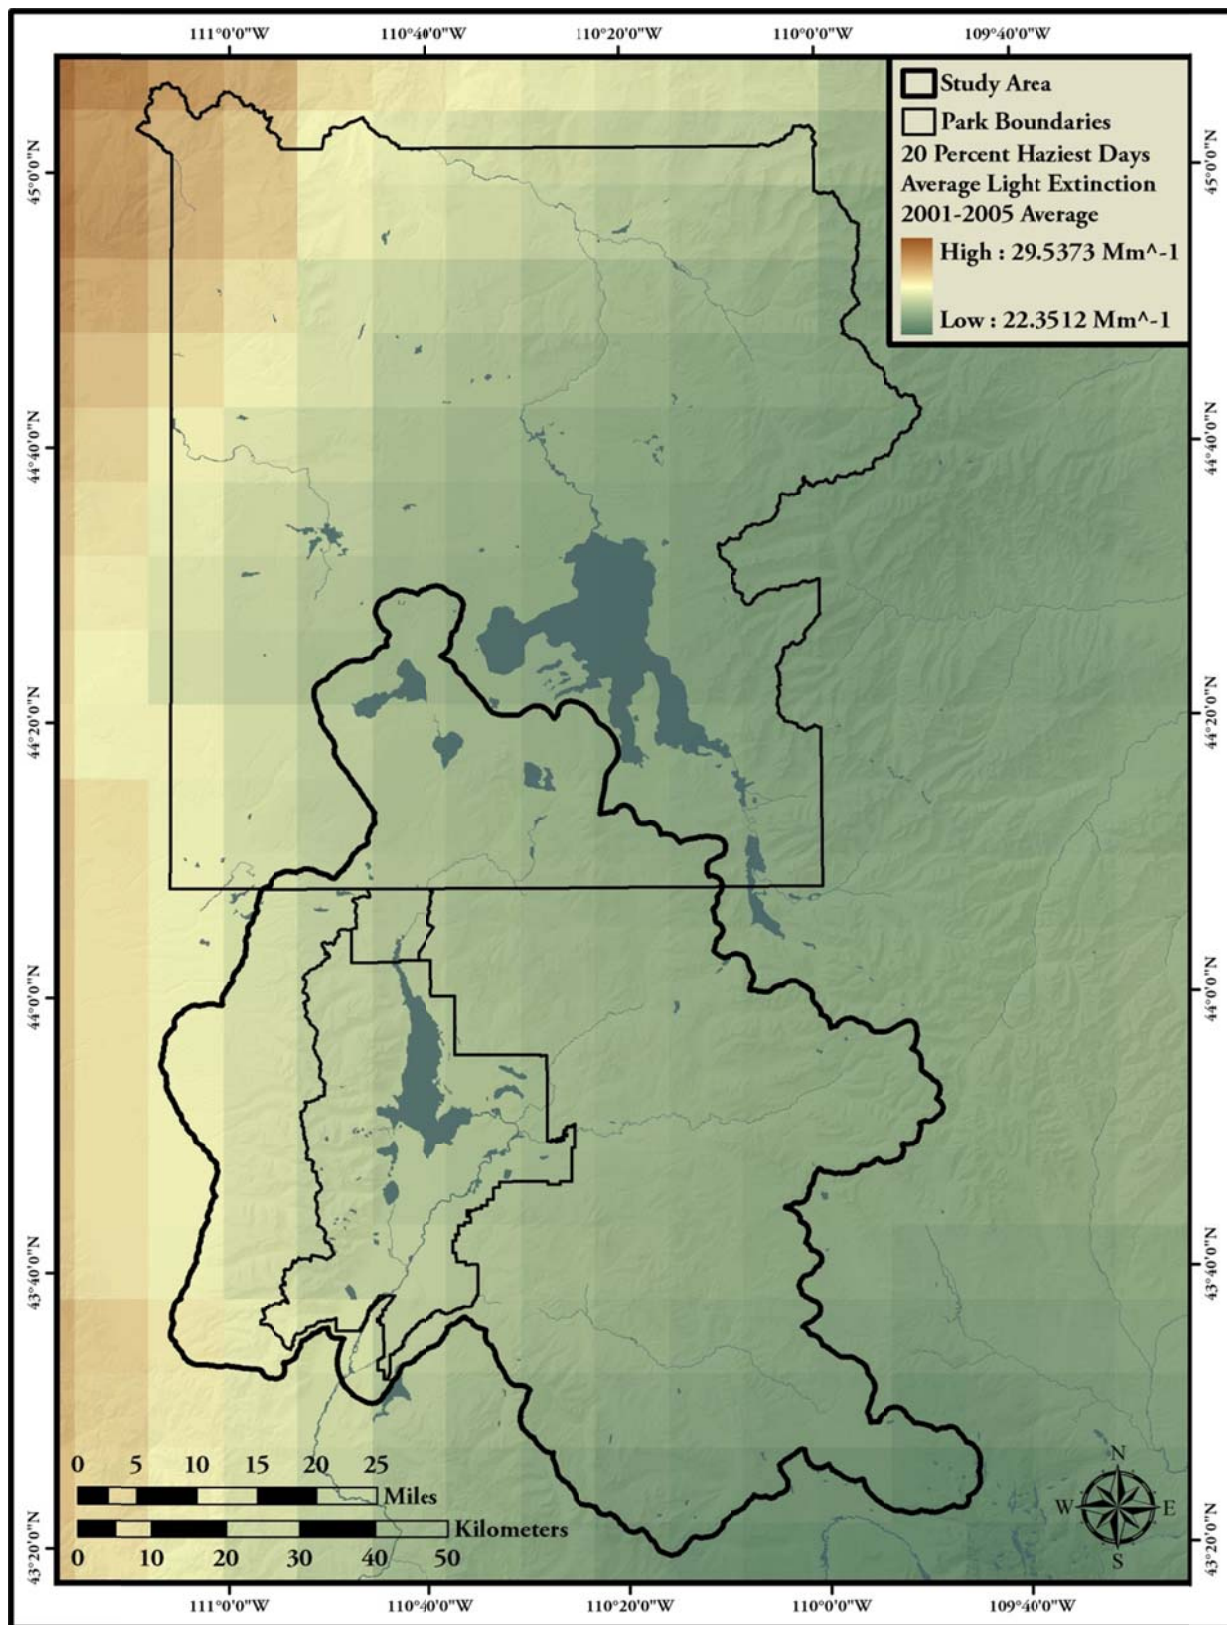 111°0'0"W 110°40'0"W 110°20'0"W 110°0'0"W 109°40'0"W
Study Area
Park Boundaries
20 Percent Haziest Days
Average Light Extinction
2001-2005 Average
High : 29.5373 Mm^-1
Low : 22.3512 Mm^-1
45°0'0"N 45°0'0"N
44°40'0"N 44°40'0"N
44°20'0"N 44°20'0"N
44°0'0"N 44°0'0"N
43°40'0"N 43°40'0"N
43°20'0"N 43°20'0"N
0 5 10 15 20 25
Miles
Kilometers
0 10 20 30 40 50
N
W E
S
111°0'0"W 110°40'0"W 110°20'0"W 110°0'0"W 109°40'0"W